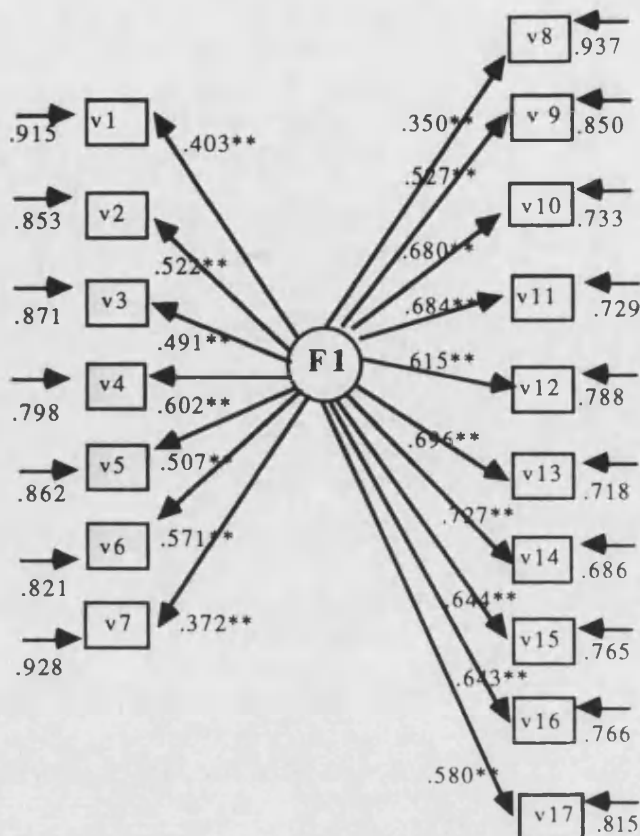 v8
.937
v1
.915
.403**
.350**
v 9
.850
.527**
v2
.853
.522**
v10
.733
.680**
v3
.871
.491**
.684**
v11
.729
F1
v4
.798
.602**
.615**
v12
.788
v5
.862
.507**
.696**
v13
.718
v6
.821
.571**
.727**
v14
.686
v7
.928
.372**
.644**
v15
.765
.643**
v16
.766
.580**
v17
.815